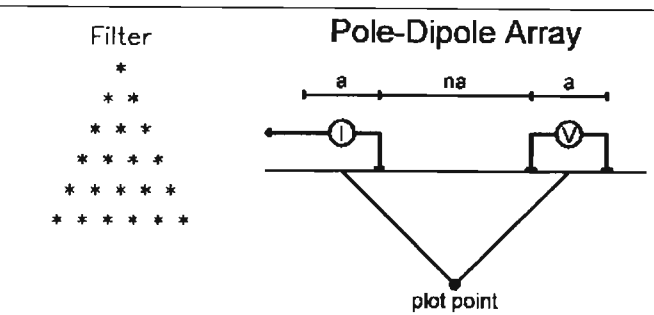 Filter
*
* *
* * *
* * * *
* * * * *
* * * * * *
Pole-Dipole Array
a na a
I V
plot point